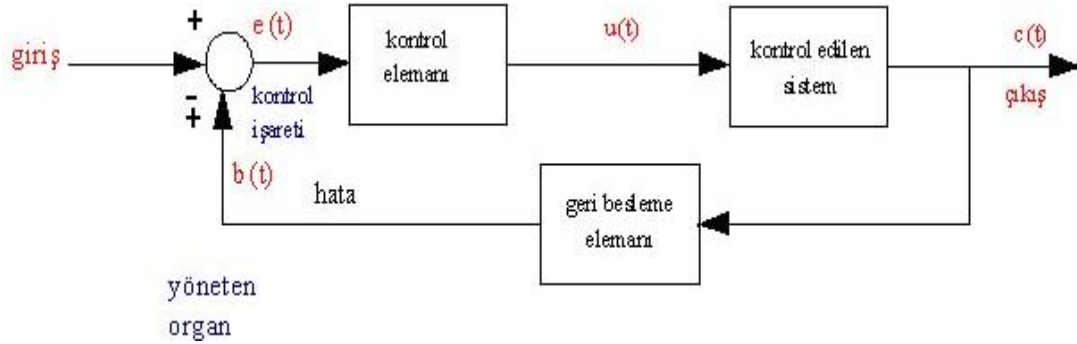 +
e (t)
kontrol
elemanı
u(t)
kontrol edilen
sistem
c (t)
giriş
çıkış
-
+
kontrol
işareti
b (t)
hata
geri besleme
elemanı
yöneten
organ